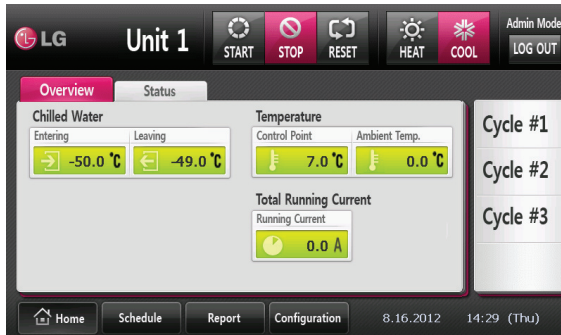 LG Unit 1 START STOP RESET HEAT COOL Admin Mode
LOG OUT
Overview Status
Chilled Water
Entering Leaving
-50.0 °C -49.0 °C
Temperature
Control Point Ambient Temp.
7.0 °C 0.0 °C
Total Running Current
Running Current
0.0 A
Cycle #1
Cycle #2
Cycle #3
Home Schedule Report Configuration 8.16.2012 14:29 (Thu)